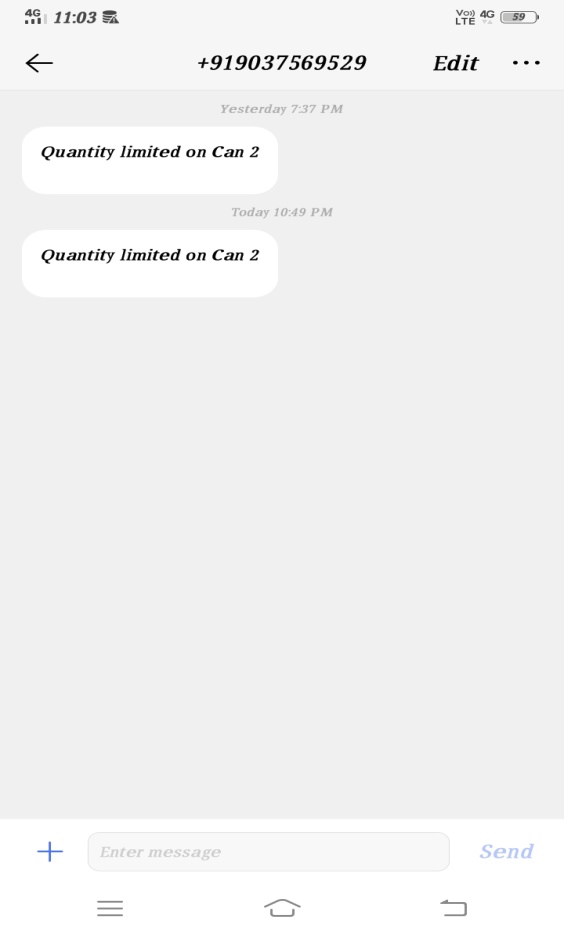 4G 11:03 Vo)) LTE 4G 59
+919037569529 Edit
Yesterday 7:37 PM
Quantity limited on Can 2
Today 10:49 PM
Quantity limited on Can 2
Enter message Send